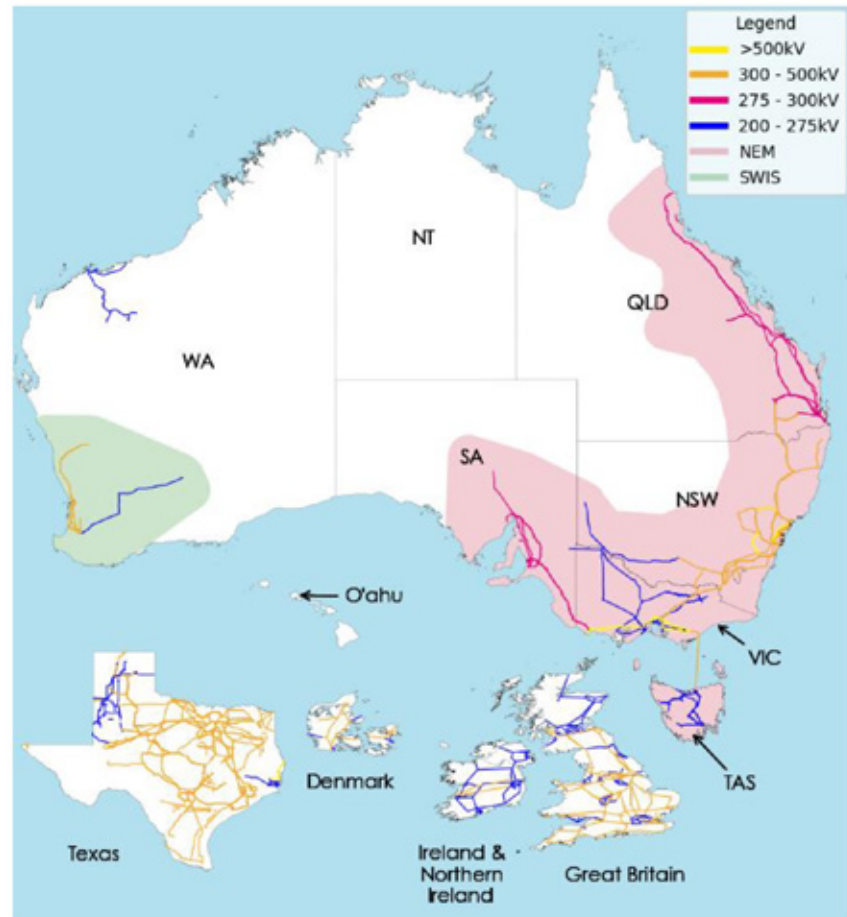 Legend
>500kV
300 - 500kV
275 - 300kV
200 - 275kV
NEM
SWIS
NT
QLD
WA
SA
NSW
O'ahu
VIC
TAS
Denmark
Texas
Ireland &
Northern
Ireland
Great Britain